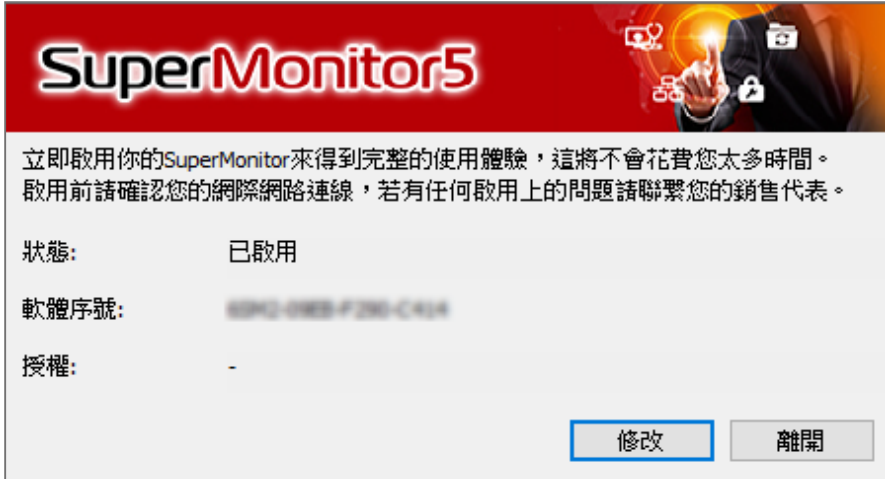 SuperMonitor5
立即啟用你的SuperMonitor來得到完整的使用體驗，這將不會花費您太多時間。
啟用前請確認您的網際網路連線，若有任何啟用上的問題請聯繫您的銷售代表。
狀態: 已啟用
軟體序號:
授權: -
修改 離開